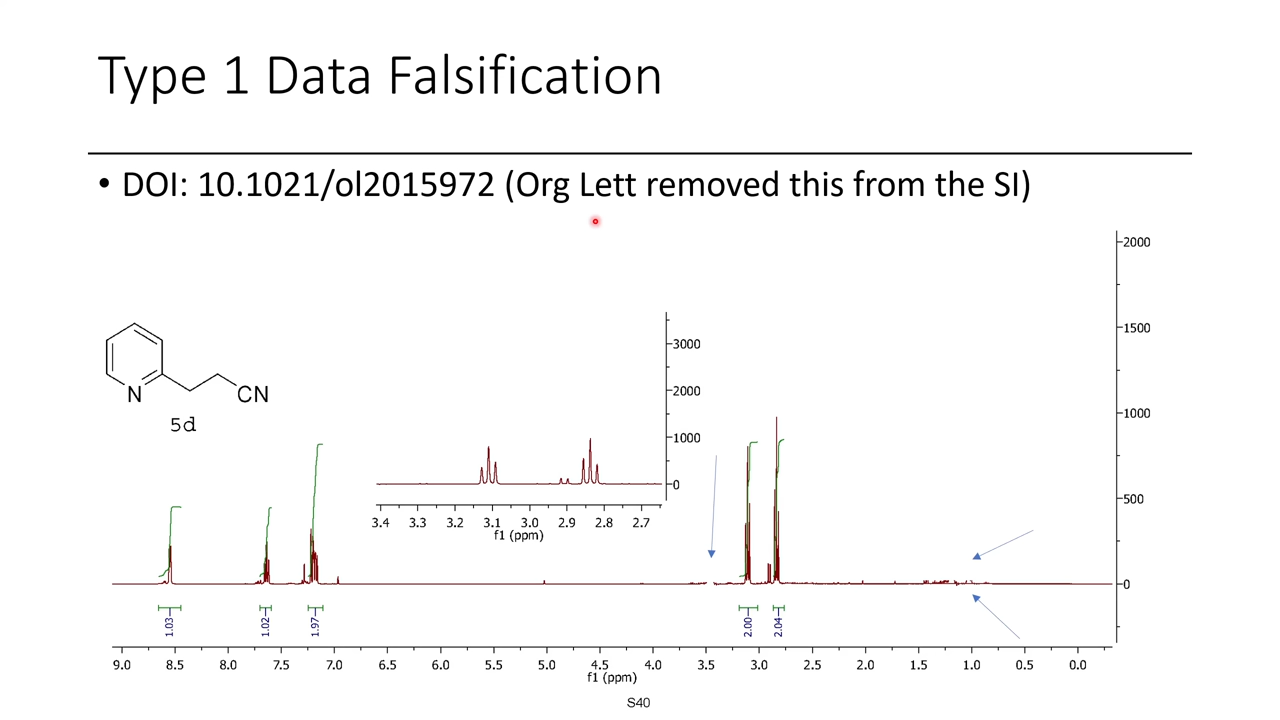 Type 1 Data Falsification
• DOI: 10.1021/ol2015972 (Org Lett removed this from the SI)
2000
1500
1000
500
0
N
CN
5d
3000
2000
1000
0
3.4 3.3 3.2 3.1 3.0 2.9 2.8 2.7
f1 (ppm)
1.03 1.02 1.97 2.00 2.04
9.0 8.5 8.0 7.5 7.0 6.5 6.0 5.5 5.0 4.5 4.0 3.5 3.0 2.5 2.0 1.5 1.0 0.5 0.0
f1 (ppm)
S40